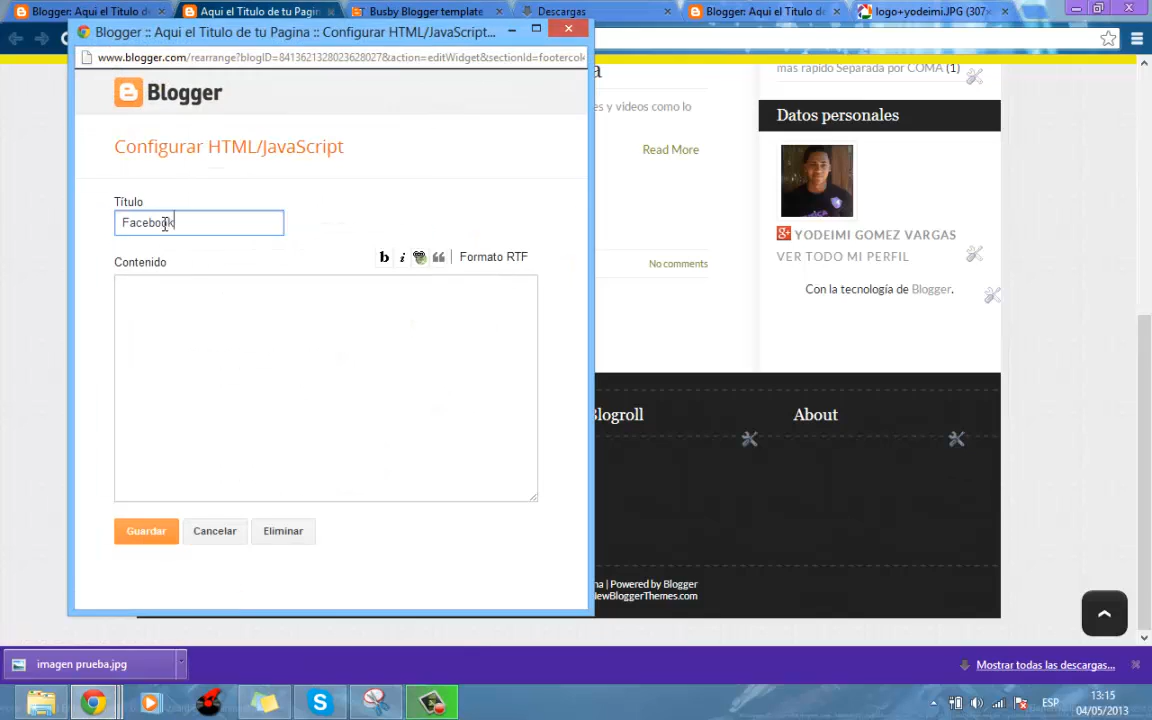 Blogger: Aqui el Titulo de t
Aqui el Titulo de tu Pagin
Busby Blogger template
Descargas
Blogger: Aqui el Titulo de
logo+yodeimi.JPG (307×
Blogger :: Aqui el Titulo de tu Pagina :: Configurar HTML/JavaScript...
www.blogger.com/rearrange?blogID=8413621328023628027&action=editWidget&sectionId=footercol
Blogger
Configurar HTML/JavaScript
Título
Facebook
Contenido
b i Formato RTF
Guardar Cancelar Eliminar
a
es y videos como lo
Read More
No comments
mas rapido Separada por COMA (1)
Datos personales
YODEIMI GOMEZ VARGAS
VER TODO MI PERFIL
Con la tecnología de Blogger.
Blogroll
About
na | Powered by Blogger
NewBloggerThemes.com
imagen prueba.jpg
Mostrar todas las descargas...
ESP
13:15
04/05/2013